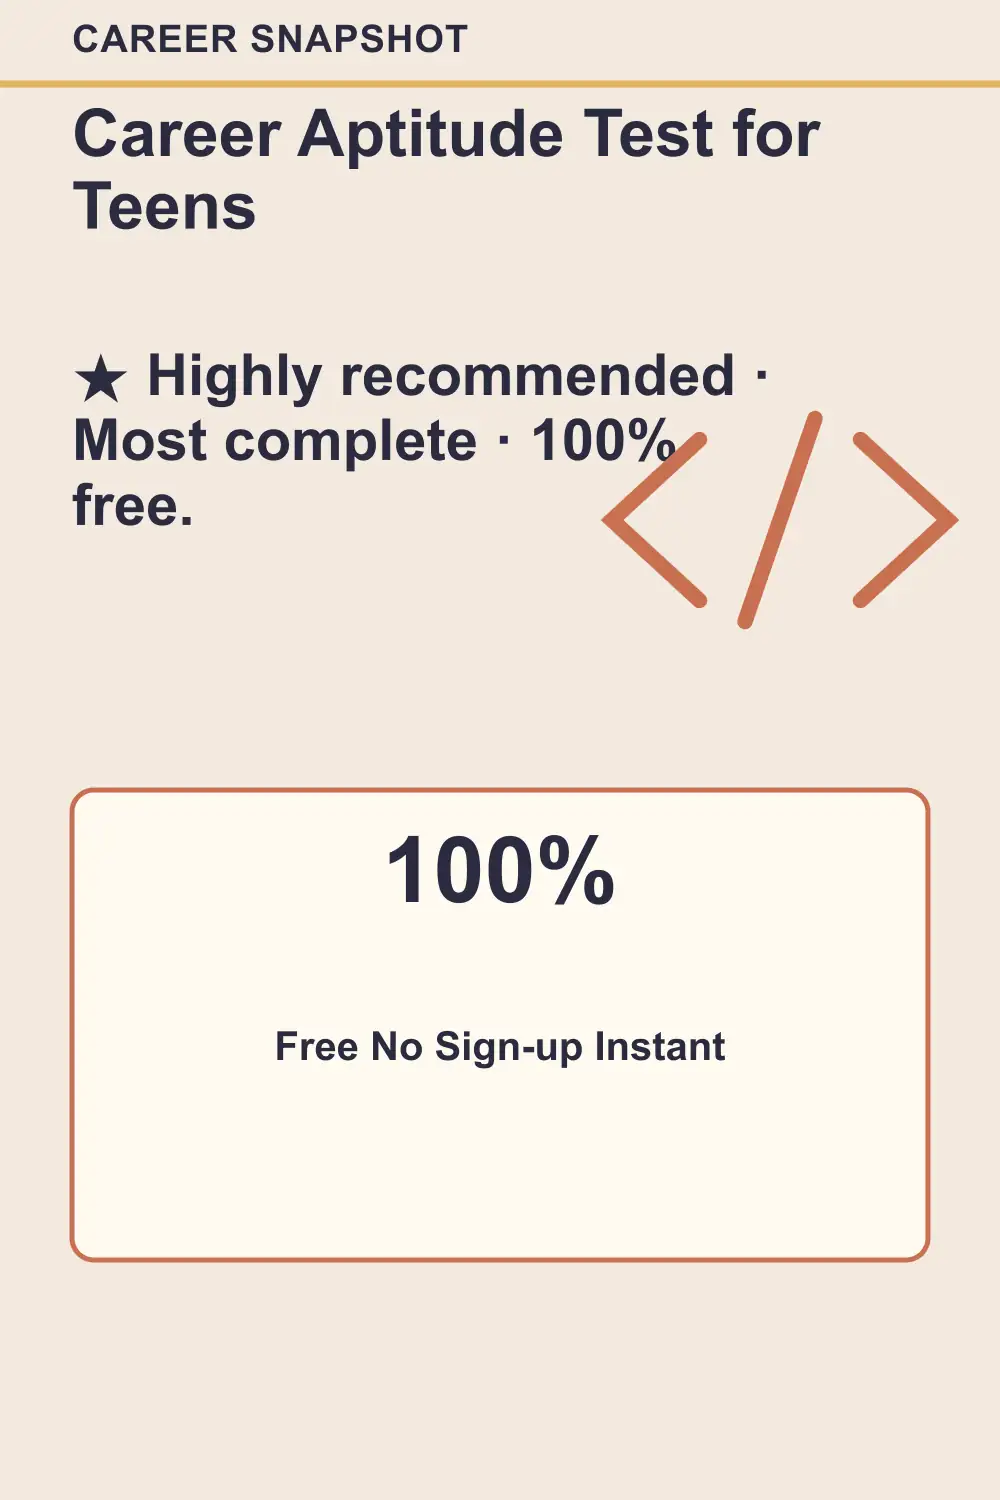 CAREER SNAPSHOT
Career Aptitude Test for
Teens
★ Highly recommended ·
Most complete · 100%
free.
100%
Free No Sign-up Instant